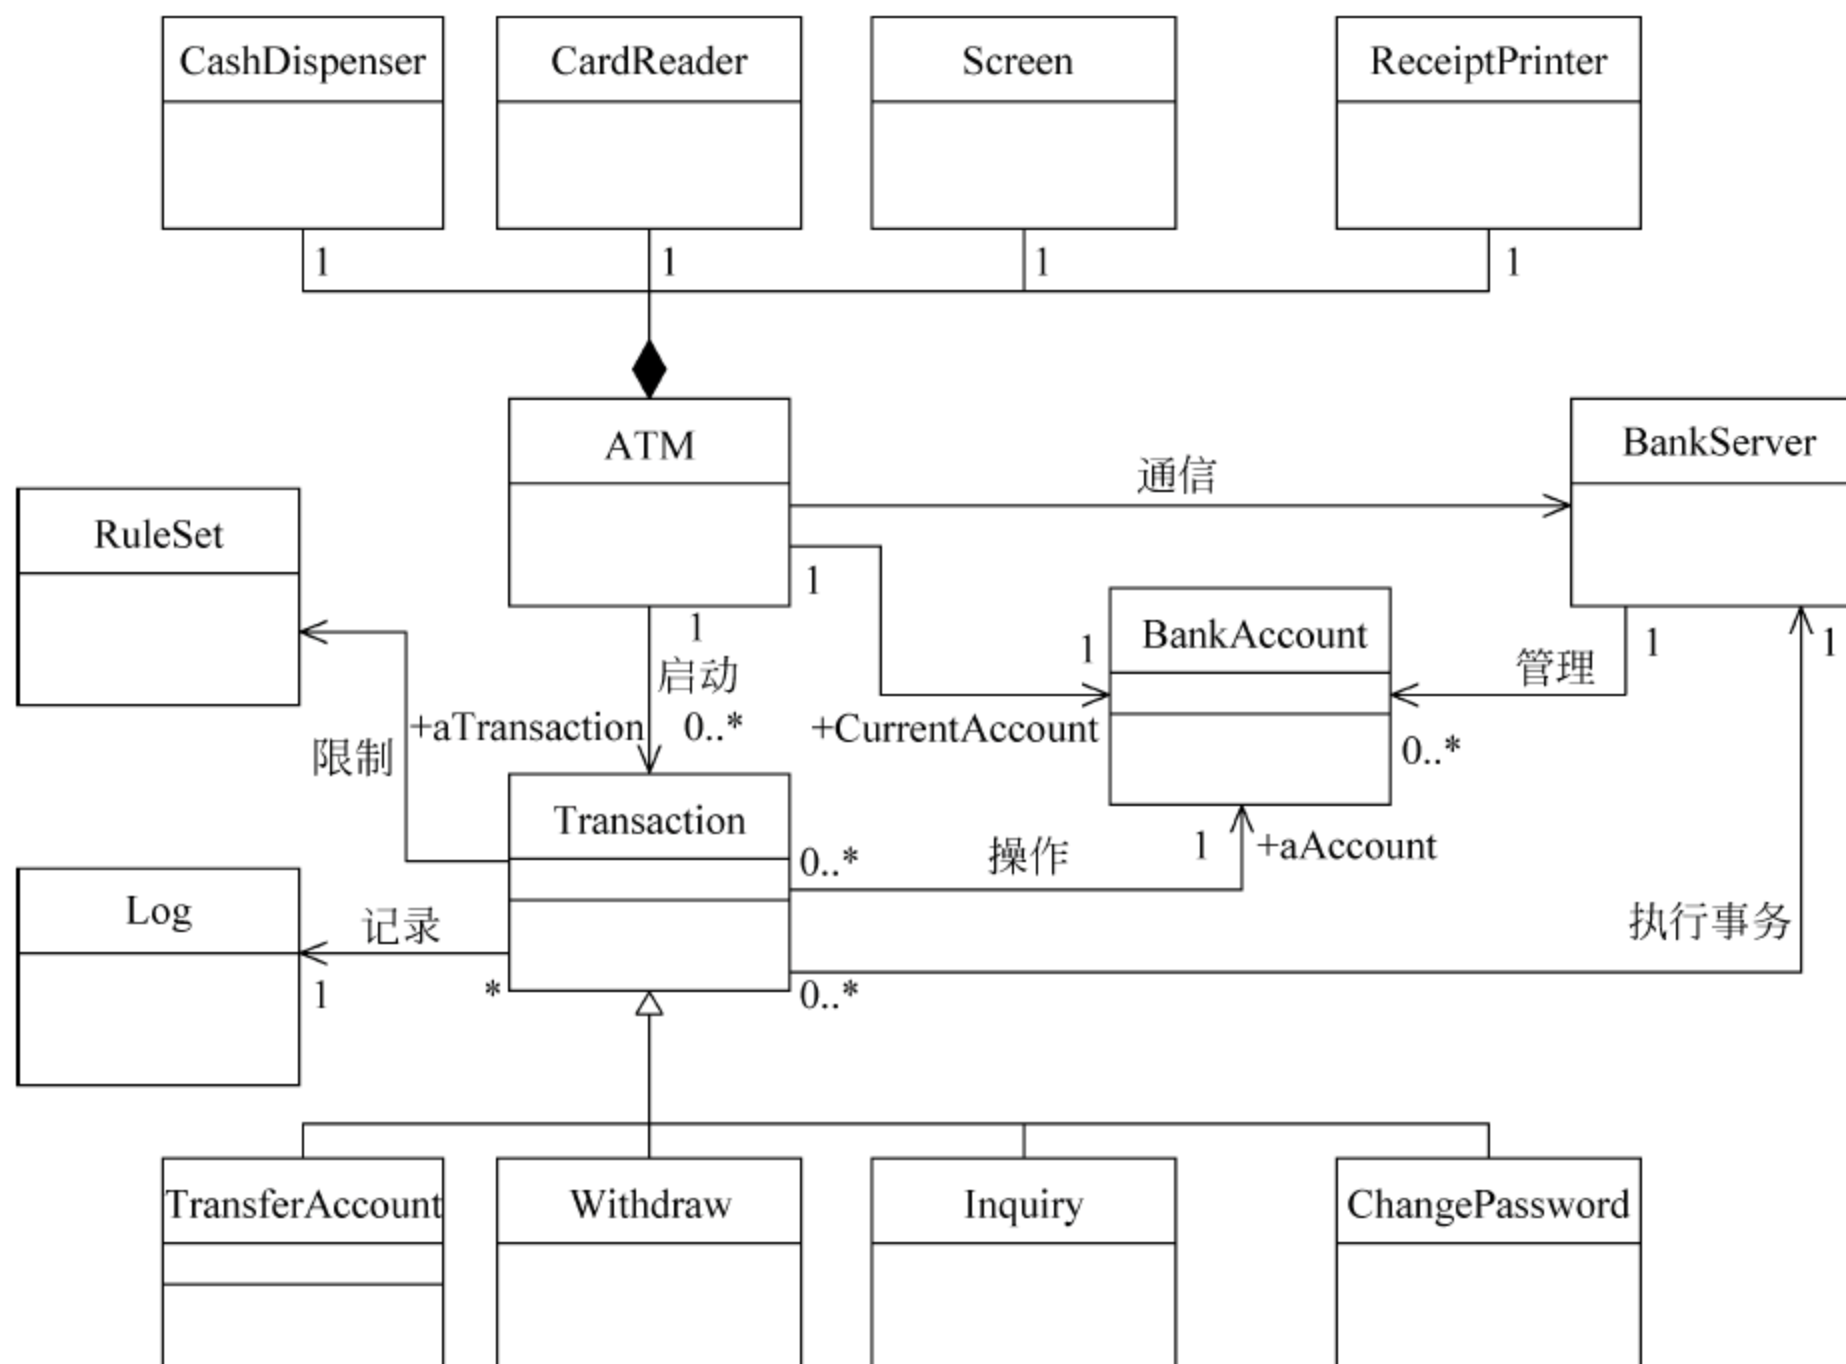 CashDispenser
CardReader
Screen
ReceiptPrinter
1
1
1
1
ATM
BankServer
通信
RuleSet
1
BankAccount
1
1
1
1
启动
管理
+aTransaction
0..*
+CurrentAccount
0..*
限制
Transaction
0..*
操作
1
+aAccount
Log
记录
执行事务
1
*
0..*
TransferAccount
Withdraw
Inquiry
ChangePassword